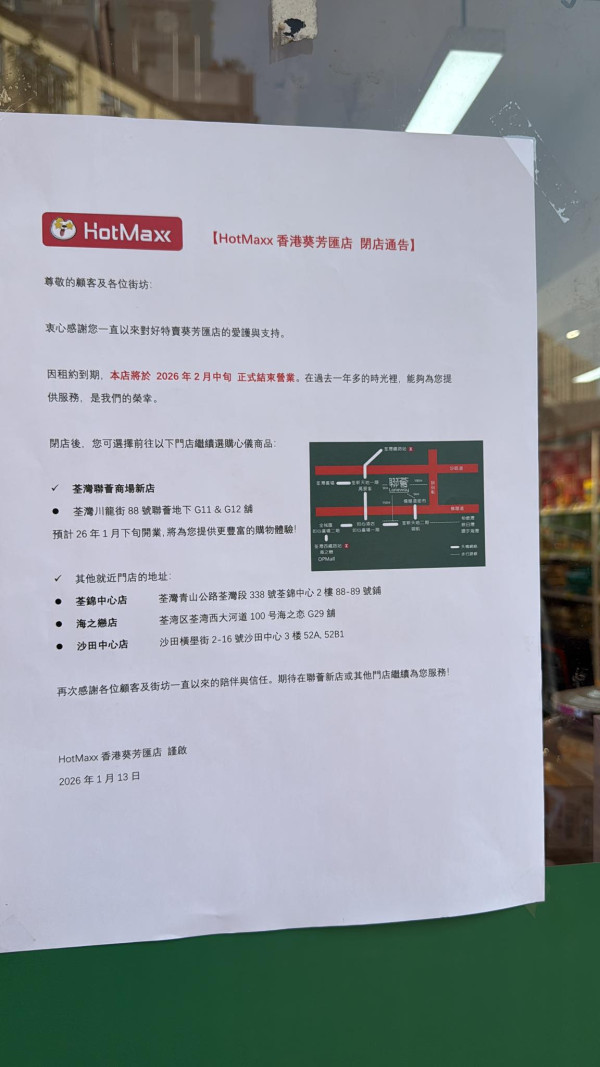 HotMaxx
【HotMaxx 香港葵芳匯店 閉店通告】
尊敬的顧客及各位街坊:
衷心感謝您一直以來對好特賣葵芳匯店的愛護與支持。
因租約到期, 本店將於 2026 年 2 月中旬 正式結束營業。在過去一年多的時光裡, 能夠為您提
供服務, 是我們的榮幸。
閉店後, 您可選擇前往以下門店繼續選購心儀商品:
✓ 荃灣聯薈商場新店
● 荃灣川龍街 88 號聯薈地下 G11 & G12 舖
預計 26 年 1 月下旬開業,將為您提供更豐富的購物體驗!
聯薈
DPMall
✓ 其他就近門店的地址:
● 荃錦中心店 荃灣青山公路荃灣段 338 號荃錦中心 2 樓 88-89 號鋪
● 海之戀店 荃湾区荃湾西大河道 100 号海之恋 G29 舖
● 沙田中心店 沙田橫壆街 2-16 號沙田中心 3 楼 52A, 52B1
再次感謝各位顧客及街坊一直以來的陪伴與信任。期待在聯薈新店或其他門店繼續為您服務!
HotMaxx 香港葵芳匯店 謹啟
2026 年 1 月 13 日